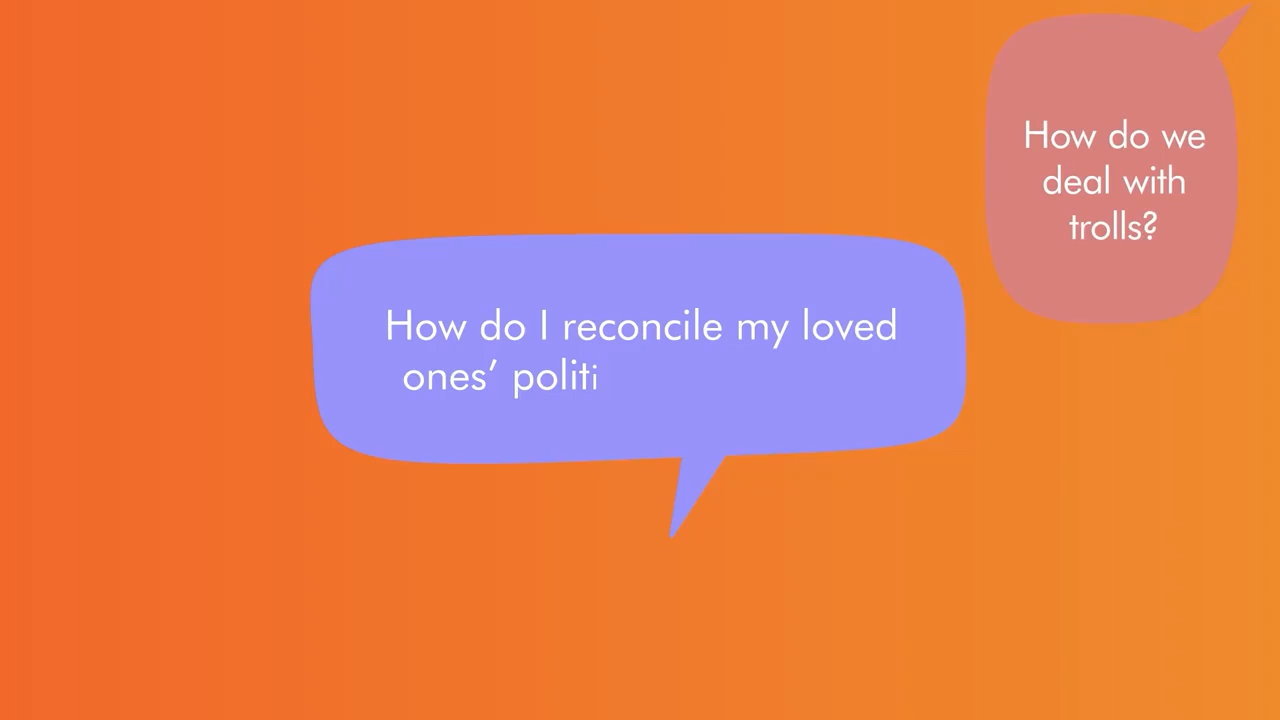 How do we
deal with
trolls?
How do I reconcile my loved
ones’ politi